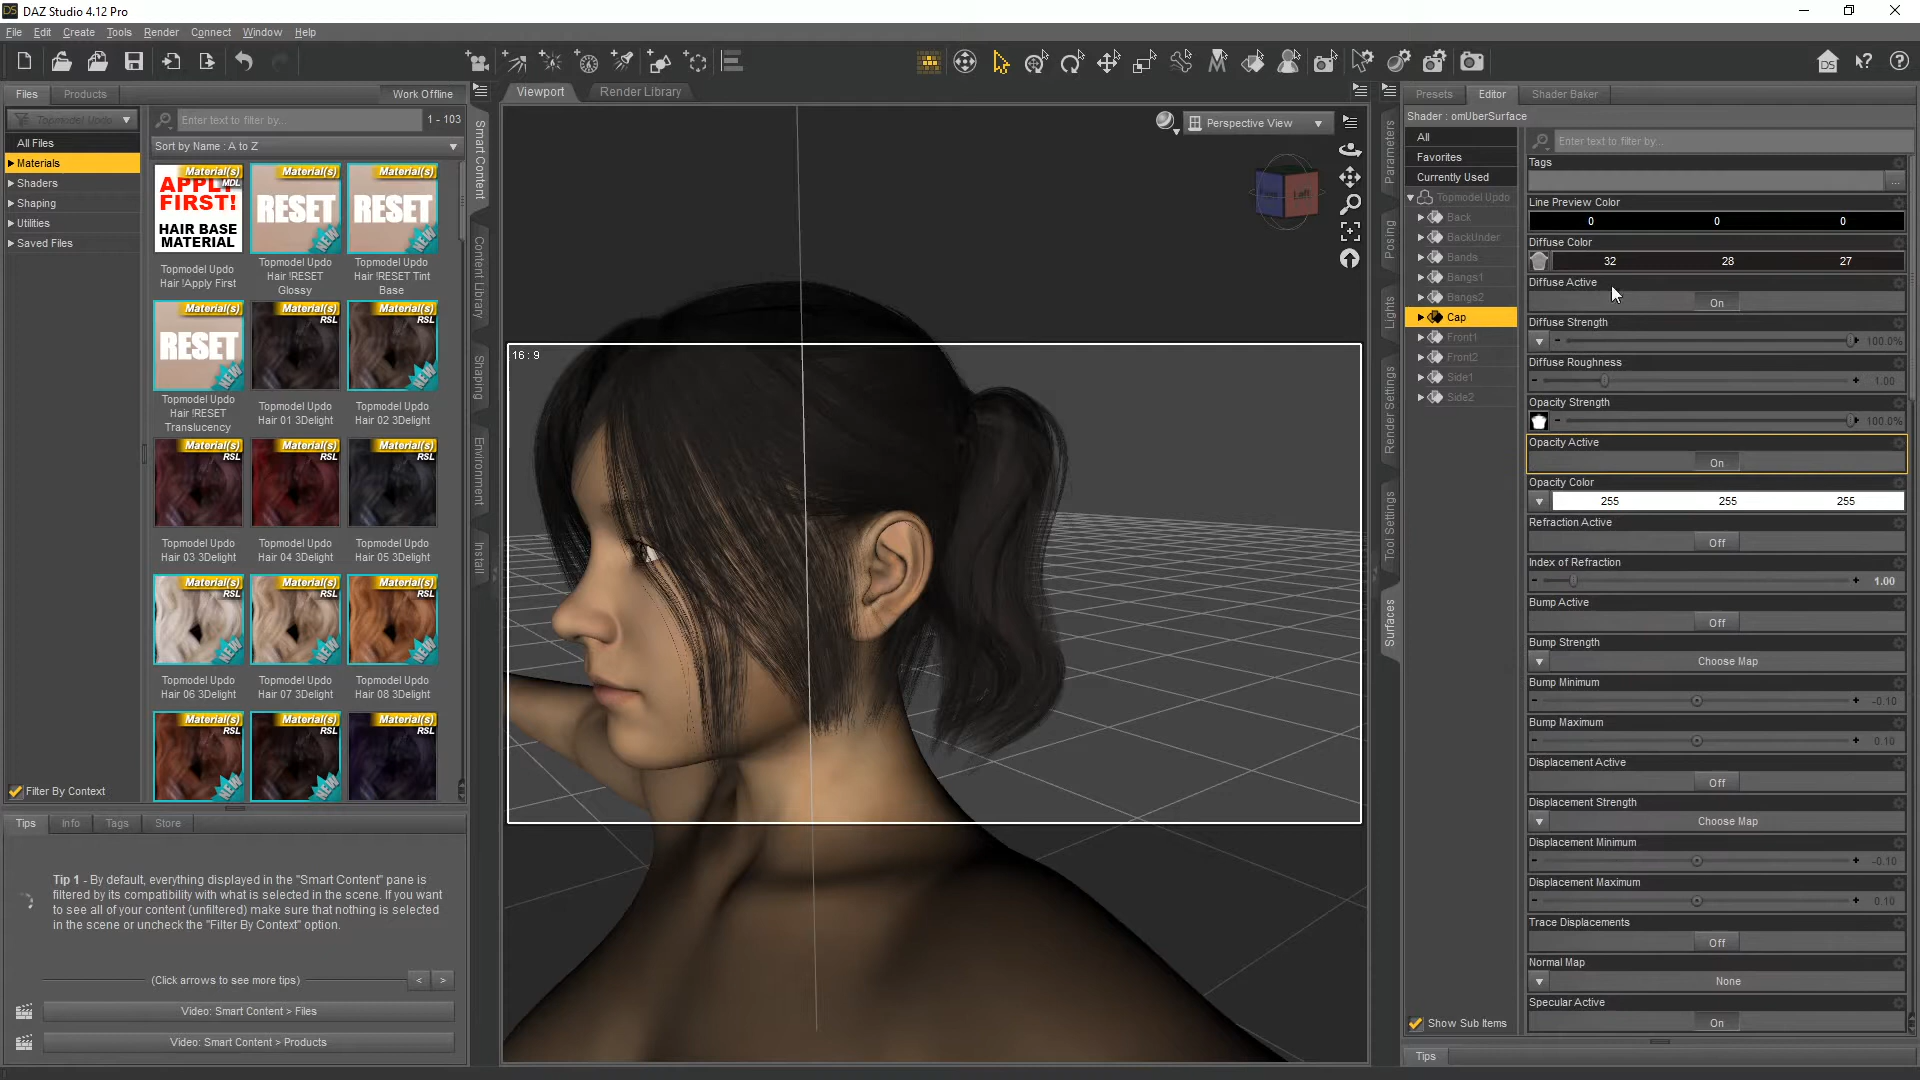 DAZ Studio 4.12 Pro
File Edit Create Tools Render Connect Window Help
Files Products Work Offline
Topmodel Updo
Enter text to filter by... 1 - 103
All Files
Sort by Name : A to Z
Materials
Shaders
Shaping
Utilities
Saved Files
Material(s) MDL
APPLY FIRST!
HAIR BASE MATERIAL
Topmodel Updo Hair !Apply First
Material(s)
RESET
NEW
Topmodel Updo Hair !RESET Glossy
Material(s)
RESET
NEW
Topmodel Updo Hair !RESET Tint Base
Material(s)
RESET
NEW
Topmodel Updo Hair !RESET Translucency
Material(s) RSL
Topmodel Updo Hair 01 3Delight
Material(s) RSL
NEW
Topmodel Updo Hair 02 3Delight
Material(s) RSL
Topmodel Updo Hair 03 3Delight
Material(s) RSL
Topmodel Updo Hair 04 3Delight
Material(s) RSL
Topmodel Updo Hair 05 3Delight
Material(s) RSL
NEW
Topmodel Updo Hair 06 3Delight
Material(s) RSL
NEW
Topmodel Updo Hair 07 3Delight
Material(s) RSL
NEW
Topmodel Updo Hair 08 3Delight
Material(s) RSL
NEW
Material(s) RSL
NEW
Material(s) RSL
Filter By Context
Tips Info Tags Store
Tip 1 - By default, everything displayed in the "Smart Content" pane is
filtered by its compatibility with what is selected in the scene. If you want
to see all of your content (unfiltered) make sure that nothing is selected
in the scene or uncheck the "Filter By Context" option.
(Click arrows to see more tips) < >
Video: Smart Content > Files
Video: Smart Content > Products
Smart Content
Content Library
Shaping
Environment
Install
Viewport Render Library
Perspective View
Left
16 : 9
Parameters
Posing
Lights
Render Settings
Tool Settings
Surfaces
Presets Editor Shader Baker
Shader : omUberSurface
All
Favorites
Currently Used
Topmodel Updo
Back
BackUnder
Bands
Bangs1
Bangs2
Cap
Front1
Front2
Side1
Side2
Show Sub Items
Enter text to filter by...
Tags
...
Line Preview Color
0 0 0
Diffuse Color
32 28 27
Diffuse Active
On
Diffuse Strength
100.0%
Diffuse Roughness
1.00
Opacity Strength
100.0%
Opacity Active
On
Opacity Color
255 255 255
Refraction Active
Off
Index of Refraction
1.00
Bump Active
Off
Bump Strength
Choose Map
Bump Minimum
-0.10
Bump Maximum
0.10
Displacement Active
Off
Displacement Strength
Choose Map
Displacement Minimum
-0.10
Displacement Maximum
0.10
Trace Displacements
Off
Normal Map
None
Specular Active
On
Tips